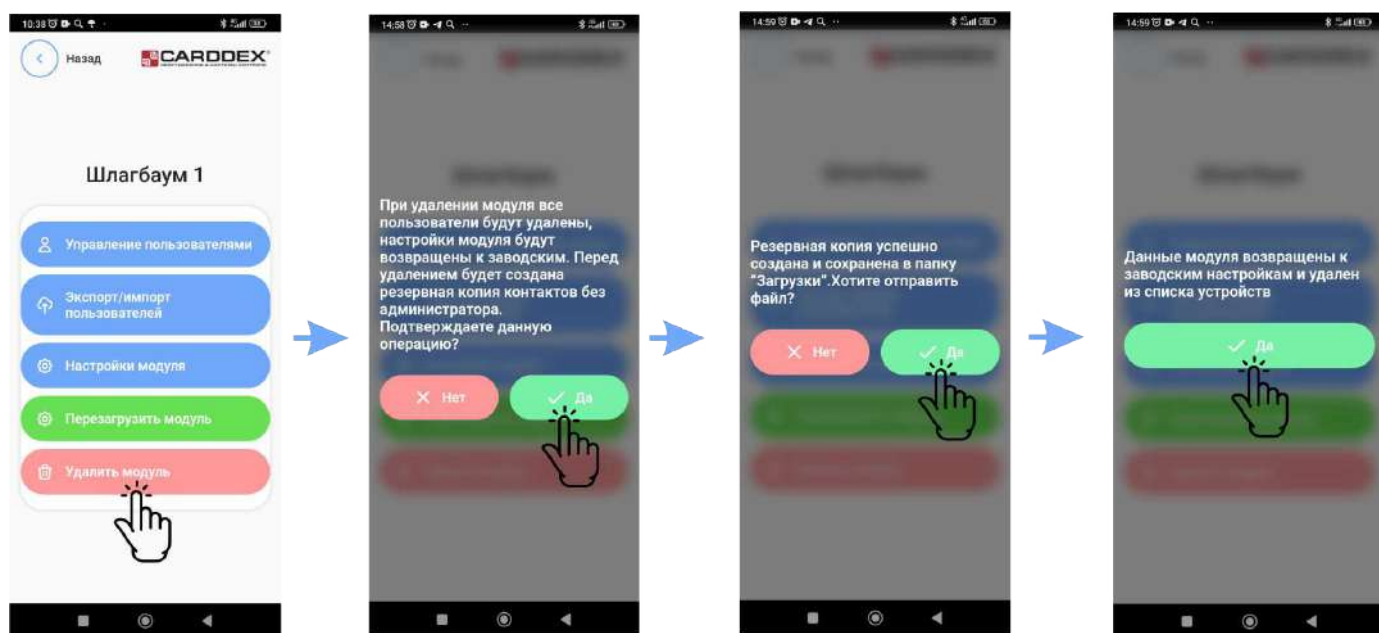 10:38
Назад
CARDDEX
Шлагбаум 1
Управление пользователями
Экспорт/импорт
пользователей
Настройки модуля
Перезагрузить модуль
Удалить модуль
14:58
При удалении модуля все
пользователи будут удалены,
настройки модуля будут
возвращены к заводским. Перед
удалением будет создана
резервная копия контактов без
администратора.
Подтверждаете данную
операцию?
Нет
Да
14:59
Резервная копия успешно
создана и сохранена в папку
"Загрузки".Хотите отправить
файл?
Нет
Да
14:59
Данные модуля возвращены к
заводским настройкам и удален
из списка устройств
Да